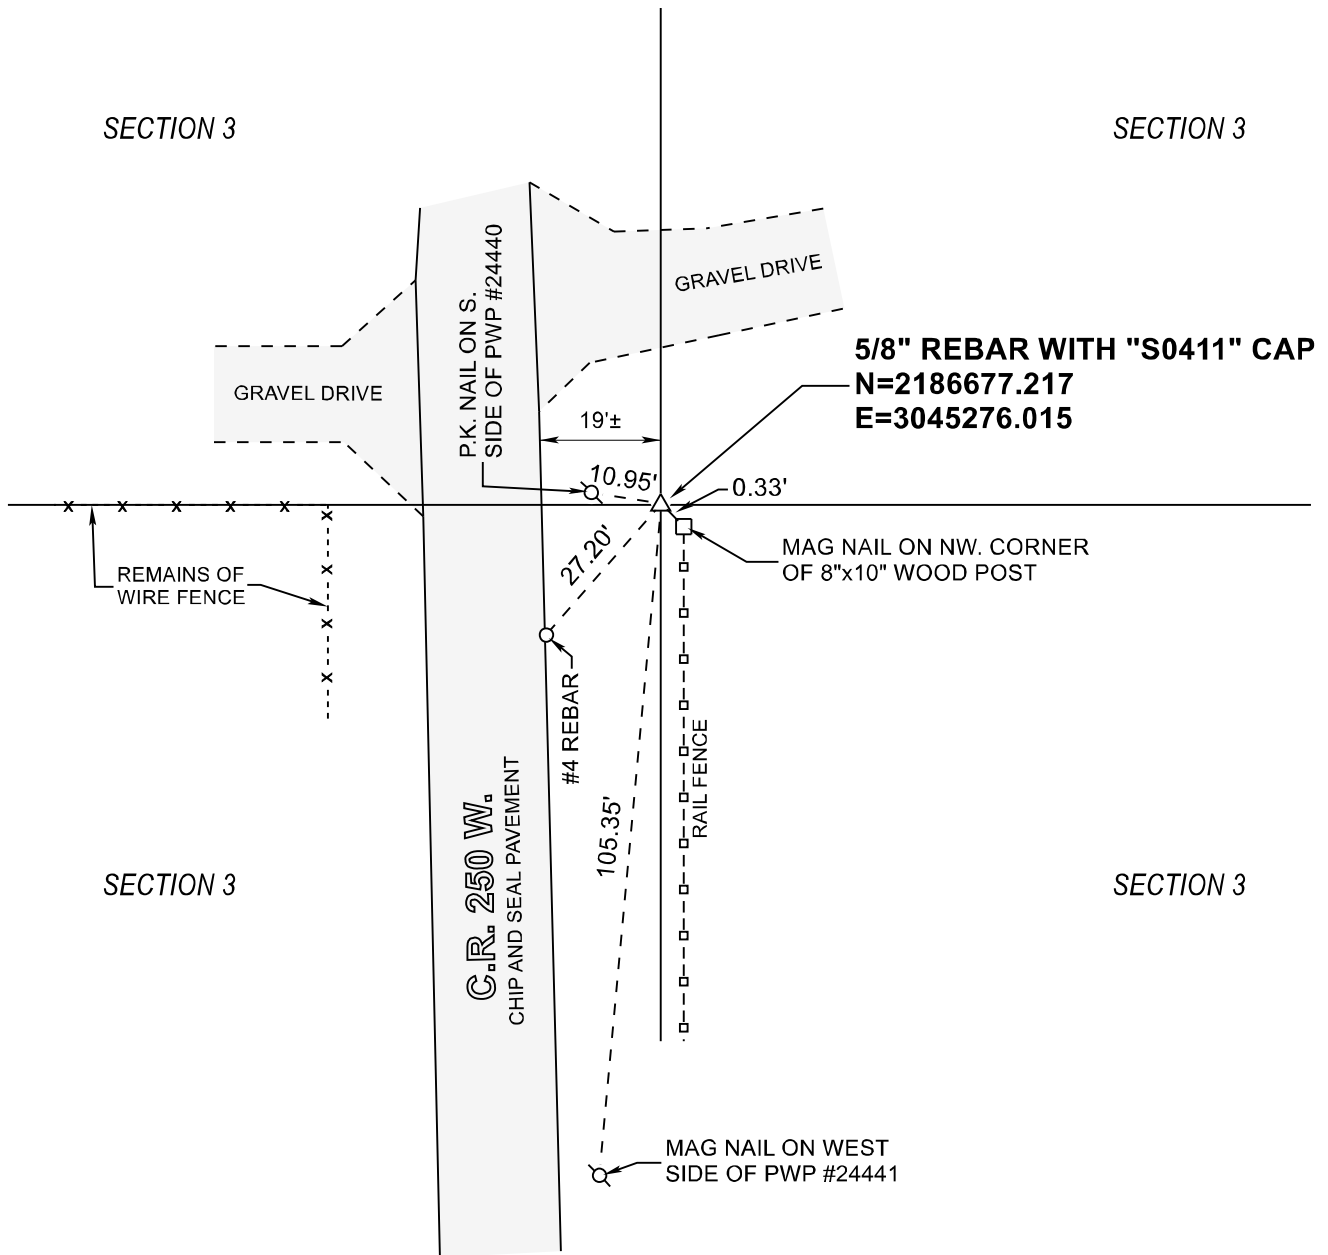 SECTION 3
SECTION 3
P.K. NAIL ON S.
SIDE OF PWP #24440
GRAVEL DRIVE
5/8" REBAR WITH "S0411" CAP
N=2186677.217
E=3045276.015
GRAVEL DRIVE
19'±
10.95'
0.33'
MAG NAIL ON NW. CORNER
OF 8"x10" WOOD POST
27.20'
REMAINS OF
WIRE FENCE
x x x x x
x
x
x
x
#4 REBAR
RAIL FENCE
105.35'
C.R. 250 W.
CHIP AND SEAL PAVEMENT
SECTION 3
SECTION 3
MAG NAIL ON WEST
SIDE OF PWP #24441